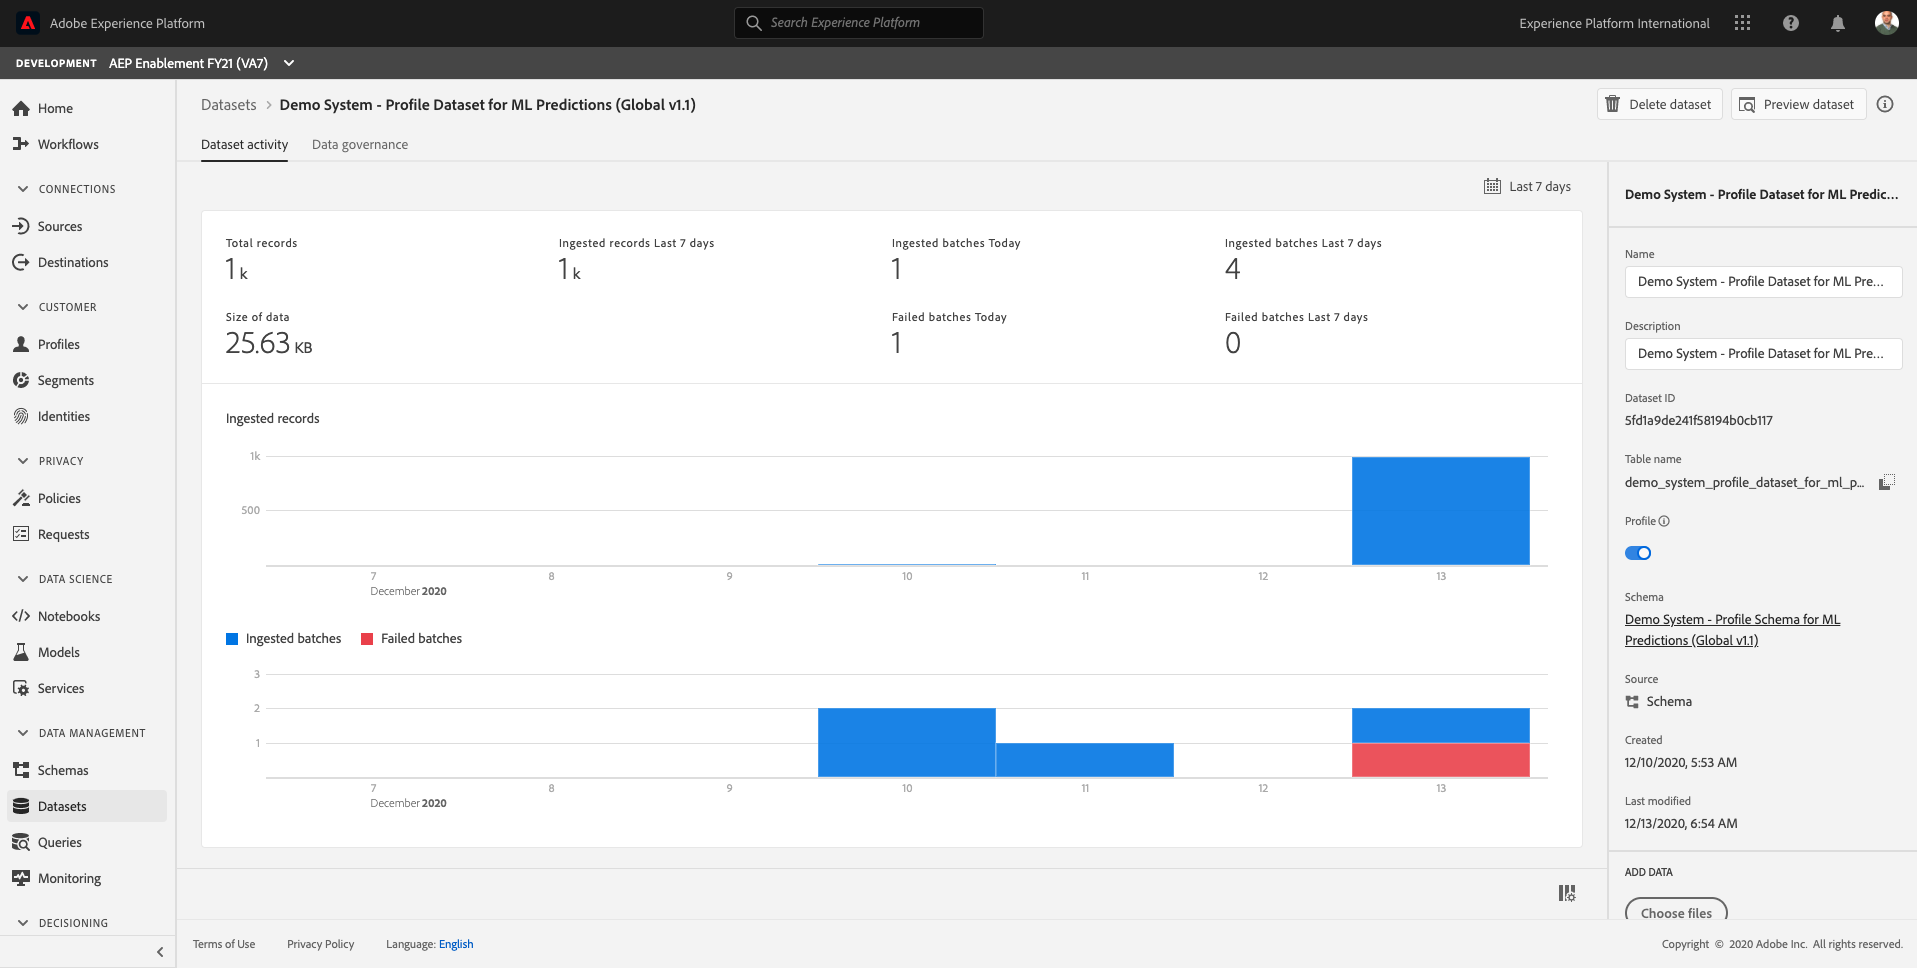 Adobe Experience Platform
Search Experience Platform
Experience Platform International
DEVELOPMENT AEP Enablement FY21 (VA7)
Home
Workflows
CONNECTIONS
Sources
Destinations
CUSTOMER
Profiles
Segments
Identities
PRIVACY
Policies
Requests
DATA SCIENCE
Notebooks
Models
Services
DATA MANAGEMENT
Schemas
Datasets
Queries
Monitoring
DECISIONING
Datasets > Demo System - Profile Dataset for ML Predictions (Global v1.1)
Delete dataset
Preview dataset
Dataset activity
Data governance
Last 7 days
Total records
1 k
Ingested records Last 7 days
1 k
Ingested batches Today
1
Ingested batches Last 7 days
4
Size of data
25.63 KB
Failed batches Today
1
Failed batches Last 7 days
0
Ingested records
1k
500
7 8 9 10 11 12 13
December 2020
Ingested batches Failed batches
3
2
1
7 8 9 10 11 12 13
December 2020
Demo System - Profile Dataset for ML Predic...
Name
Demo System - Profile Dataset for ML Pre...
Description
Demo System - Profile Dataset for ML Pre...
Dataset ID
5fd1a9de241f58194b0cb117
Table name
demo_system_profile_dataset_for_ml_p...
Profile
Schema
Demo System - Profile Schema for ML
Predictions (Global v1.1)
Source
Schema
Created
12/10/2020, 5:53 AM
Last modified
12/13/2020, 6:54 AM
ADD DATA
Choose files
Terms of Use
Privacy Policy
Language: English
Copyright © 2020 Adobe Inc. All rights reserved.